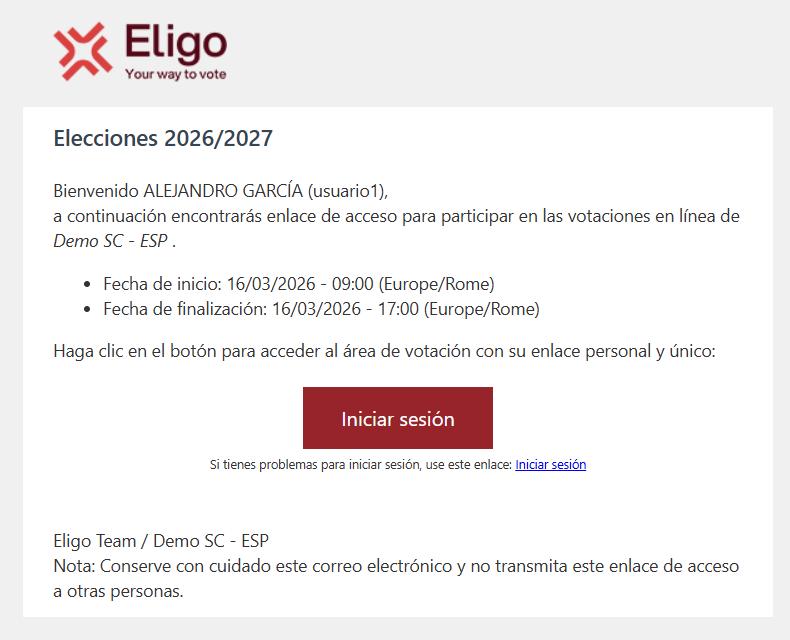 Eligo
Your way to vote
Elecciones 2026/2027
Bienvenido ALEJANDRO GARCÍA (usuario1),
a continuación encontrarás enlace de acceso para participar en las votaciones en línea de
Demo SC - ESP .
• Fecha de inicio: 16/03/2026 - 09:00 (Europe/Rome)
• Fecha de finalización: 16/03/2026 - 17:00 (Europe/Rome)
Haga clic en el botón para acceder al área de votación con su enlace personal y único:
Iniciar sesión
Si tienes problemas para iniciar sesión, use este enlace: Iniciar sesión
Eligo Team / Demo SC - ESP
Nota: Conserve con cuidado este correo electrónico y no transmita este enlace de acceso
a otras personas.